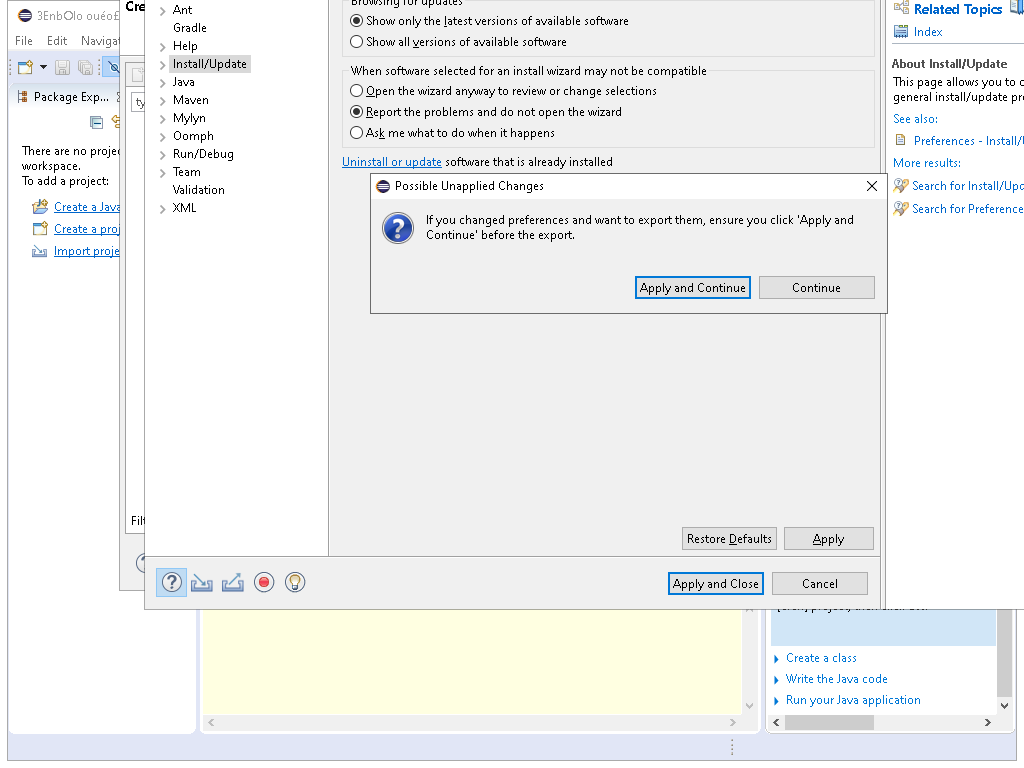 File Edit Navigat
Package Exp...
There are no projec
workspace.
To add a project:
Create a Java
Create a proj
Import proje
Cre
ty
Filt
Ant
Gradle
Help
Install/Update
Java
Maven
Mylyn
Oomph
Run/Debug
Team
Validation
XML
Browsing for updates
Show only the latest versions of available software
Show all versions of available software
When software selected for an install wizard may not be compatible
Open the wizard anyway to review or change selections
Report the problems and do not open the wizard
Ask me what to do when it happens
Uninstall or update software that is already installed
Possible Unapplied Changes
If you changed preferences and want to export them, ensure you click 'Apply and
Continue' before the export.
Apply and Continue
Continue
Restore Defaults
Apply
Apply and Close
Cancel
Related Topics
Index
About Install/Update
This page allows you to c
general install/update pre
See also:
Preferences - Install/U
More results:
Search for Install/Upd
Search for Preference
Create a class
Write the Java code
Run your Java application